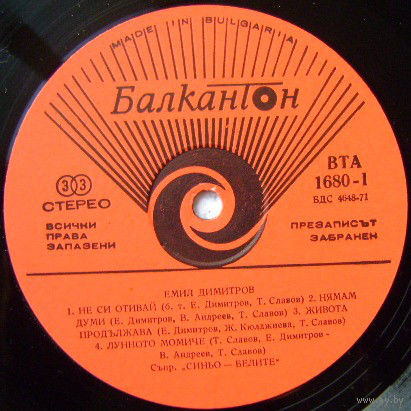 MADE IN BULGARIA
Балкантон
ВТА
1680-I
БДС 4648-71
33
СТЕРЕО
ВСИЧКИ
ПРАВА
ЗАПАЗЕНИ
ПРЕЗАПИСЪТ
ЗАБРАНЕН
ЕМИЛ ДИМИТРОВ
1. НЕ СИ ОТИВАЙ (б. т. Е. Димитров, Т. Славов) 2. НЯМАМ
ДУМИ (Е. Димитров, В. Андреев, Т. Славов) 3. ЖИВОТА
ПРОДЪЛЖАВА (Е. Димитров, Ж. Кюлджиева, Т. Славов)
4. ЛУННОТО МОМИЧЕ (Т. Славов, Е. Димитров -
В. Андреев, Т. Славов)
Съпр. „СИНЬО — БЕЛИТЕ"